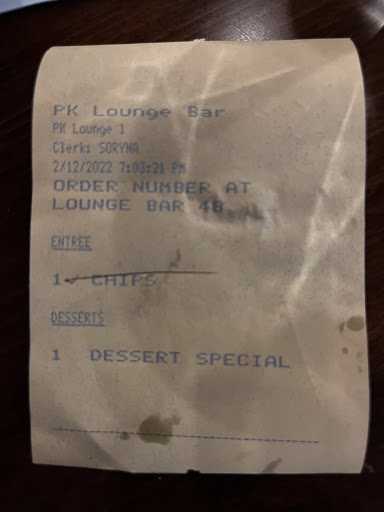 PK Lounge Bar
PK Lounge 1
Clerk: SORYNA
2/12/2022 7:03:21 PM
ORDER NUMBER AT
LOUNGE BAR 48
ENTREE
1 CHIPS
DESSERTS
1 DESSERT SPECIAL